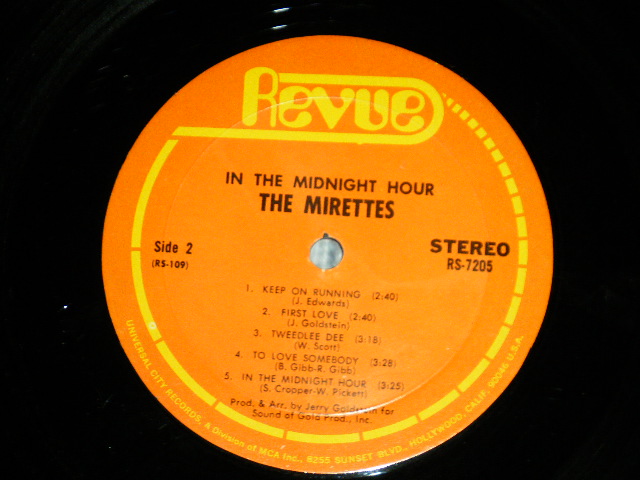 Revue
IN THE MIDNIGHT HOUR
THE MIRETTES
Side 2
(RS-109)
STEREO
RS-7205
1. KEEP ON RUNNING (2:40)
(J. Edwards)
2. FIRST LOVE (2:40)
(J. Goldstein)
3. TWEEDLEE DEE (3:18)
(W. Scott)
4. TO LOVE SOMEBODY (3:28)
(B. Gibb-R. Gibb)
5. IN THE MIDNIGHT HOUR (3:25)
(S. Cropper-W. Pickett)
Prod. & Arr. by Jerry Goldstein for
Sound of Gold Prod., Inc.
UNIVERSAL CITY RECORDS, A Division of MCA Inc., 8255 SUNSET BLVD., HOLLYWOOD, CALIF. 90046 U.S.A.